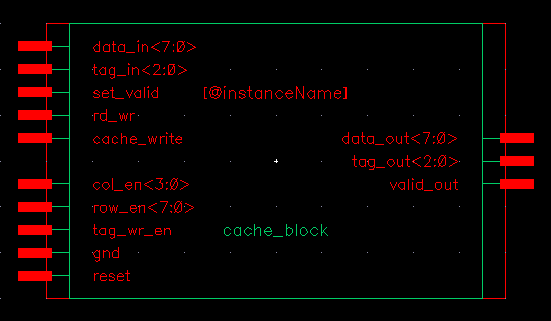 data_in<7:0>
tag_in<2:0>
set_valid [@instanceName]
rd_wr
cache_write data_out<7:0>
tag_out<2:0>
col_en<3:0> valid_out
row_en<7:0>
tag_wr_en cache_block
gnd
reset